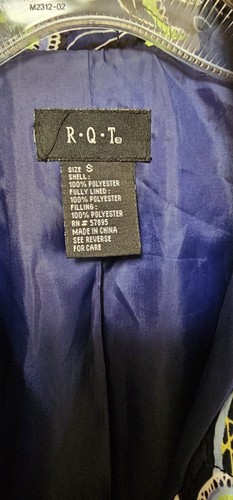 M2312-02
R·Q·T®
SIZE S
SHELL:
100% POLYESTER
FULLY LINED:
100% POLYESTER
FILLING:
100% POLYESTER
RN# 57895
MADE IN CHINA
SEE REVERSE
FOR CARE